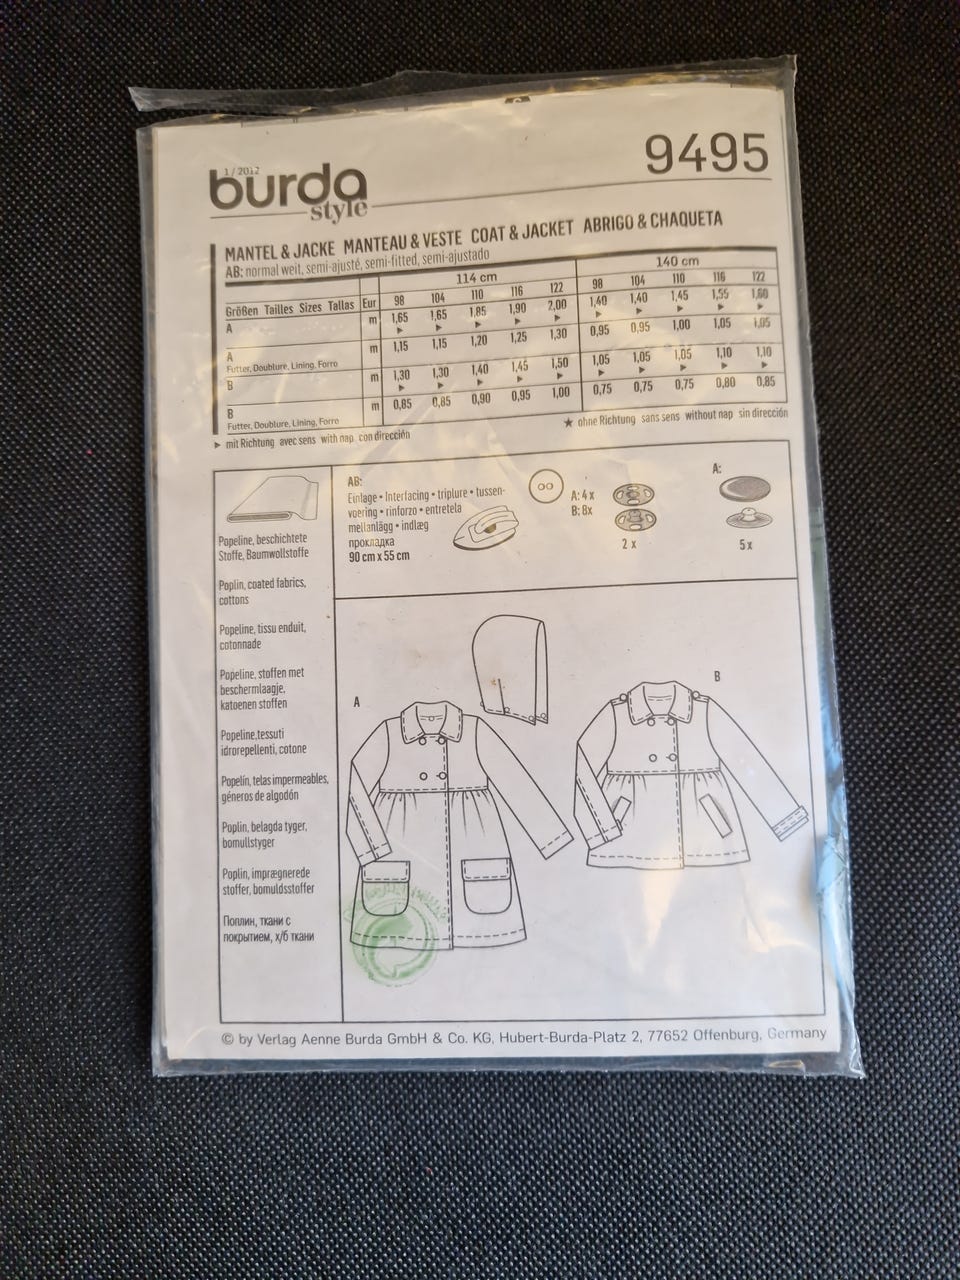 9495
1 / 2012
burda
style
MANTEL & JACKE MANTEAU & VESTE COAT & JACKET ABRIGO & CHAQUETA
AB: normal weit, semi-ajusté, semi-fitted, semi-ajustado
114 cm 140 cm
Größen Tailles Sizes Tallas Eur 98 104 110 116 122 98 104 110 116 122
A m 1,65 1,65 1,85 1,90 2,00 1,40 1,40 1,45 1,55 1,60
► ► ► ► ► ► ► ► ► ►
A m 1,15 1,15 1,20 1,25 1,30 0,95 0,95 1,00 1,05 1,05
Futter, Doublure, Lining, Forro
B m 1,30 1,30 1,40 1,45 1,50 1,05 1,05 1,05 1,10 1,10
► ► ► ► ► ► ► ► ► ►
B m 0,85 0,85 0,90 0,95 1,00 0,75 0,75 0,75 0,80 0,85
Futter, Doublure, Lining, Forro
► mit Richtung avec sens with nap con dirección
★ ohne Richtung sans sens without nap sin dirección
Popeline, beschichtete
Stoffe, Baumwollstoffe
Poplin, coated fabrics,
cottons
Popeline, tissu enduit,
cotonnade
Popeline, stoffen met
beschermlaagje,
katoenen stoffen
Popeline,tessuti
idrorepellenti, cotone
Popelín, telas impermeables,
géneros de algodón
Poplin, belagda tyger,
bomullstyger
Poplin, imprægnerede
stoffer, bomuldsstoffer
Поплин, ткани с
покрытием, х/б ткани
AB:
Einlage • Interfacing • triplure • tussen-
voering • rinforzo • entretela
mellanlägg • indlæg
прокладка
90 cm x 55 cm
A: 4 x
B: 8x
2 x
A:
5 x
A
B
© by Verlag Aenne Burda GmbH & Co. KG, Hubert-Burda-Platz 2, 77652 Offenburg, Germany